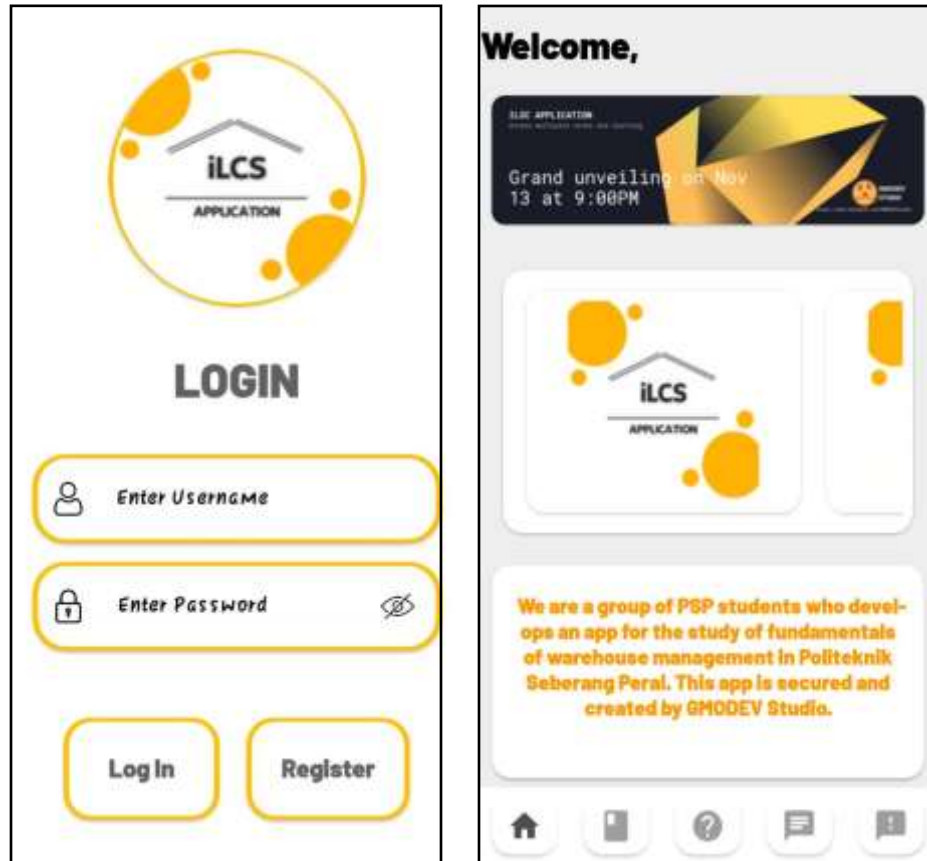 iLCS
APPLICATION
LOGIN
Enter Username
Enter Password
Log In
Register
Welcome,
APPLICATION
Grand unveiling on Nov
13 at 9:00PM
iLCS
APPLICATION
We are a group of PSP students who devel-
ops an app for the study of fundamentals
of warehouse management in Politeknik
Seberang Peral. This app is secured and
created by GMODEV Studio.